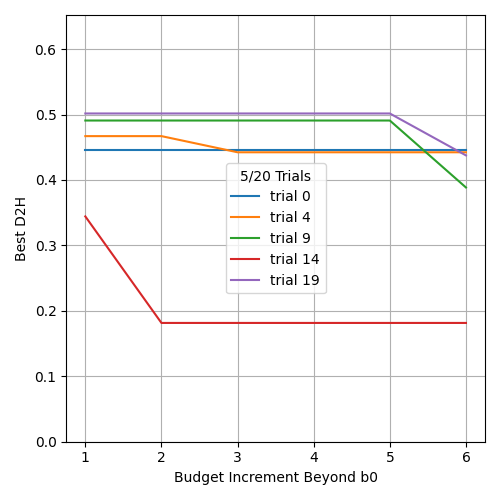 0.6
0.5
0.4
0.3
0.2
0.1
0.0
Best D2H
5/20 Trials
trial 0
trial 4
trial 9
trial 14
trial 19
1 2 3 4 5 6
Budget Increment Beyond b0